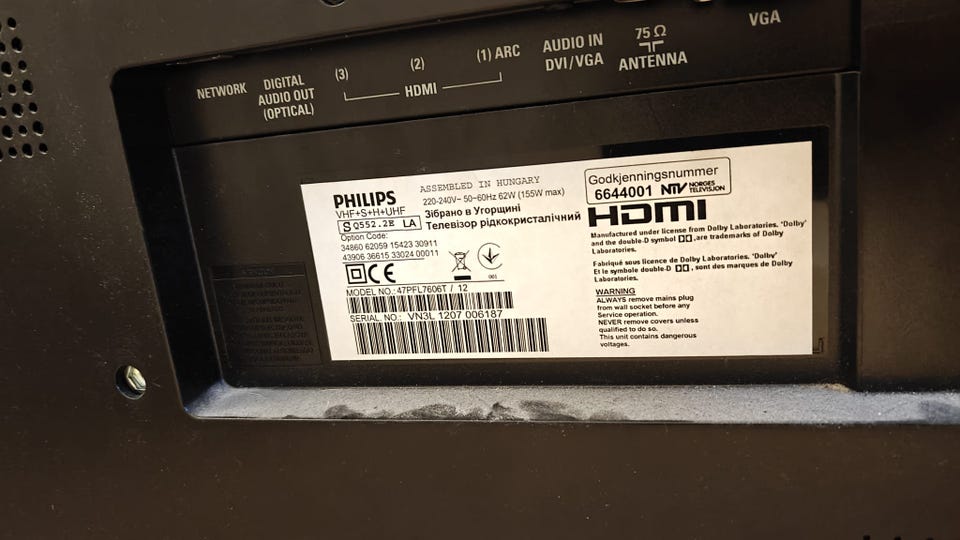 NETWORK
DIGITAL
AUDIO OUT
(OPTICAL)
(3)
(2)
(1) ARC
HDMI
AUDIO IN
DVI/VGA
75 Ω
ANTENNA
VGA
PHILIPS
VHF+S+H+UHF
S Q552.2E LA
Option Code:
34860 62059 15423 30911
43906 36615 33024 00011
CE
MODEL NO.: 47PFL7606T / 12
SERIAL NO.: VN3L 1207 006187
ASSEMBLED IN HUNGARY
220-240V~ 50-60Hz 62W (155W max)
Зібрано в Угорщині
Телевізор рідкокристалічний
001
Godkjenningsnummer
6644001 NTV NORGES
TELEVISJON
HDMI
Manufactured under license from Dolby Laboratories. "Dolby"
and the double-D symbol DD, are trademarks of Dolby
Laboratories.
Fabriqué sous licence de Dolby Laboratories. "Dolby"
Et le symbole double-D DD, sont des marques de Dolby
Laboratories.
WARNING
ALWAYS remove mains plug
from wall socket before any
Service operation.
NEVER remove covers unless
qualified to do so.
This unit contains dangerous
voltages.